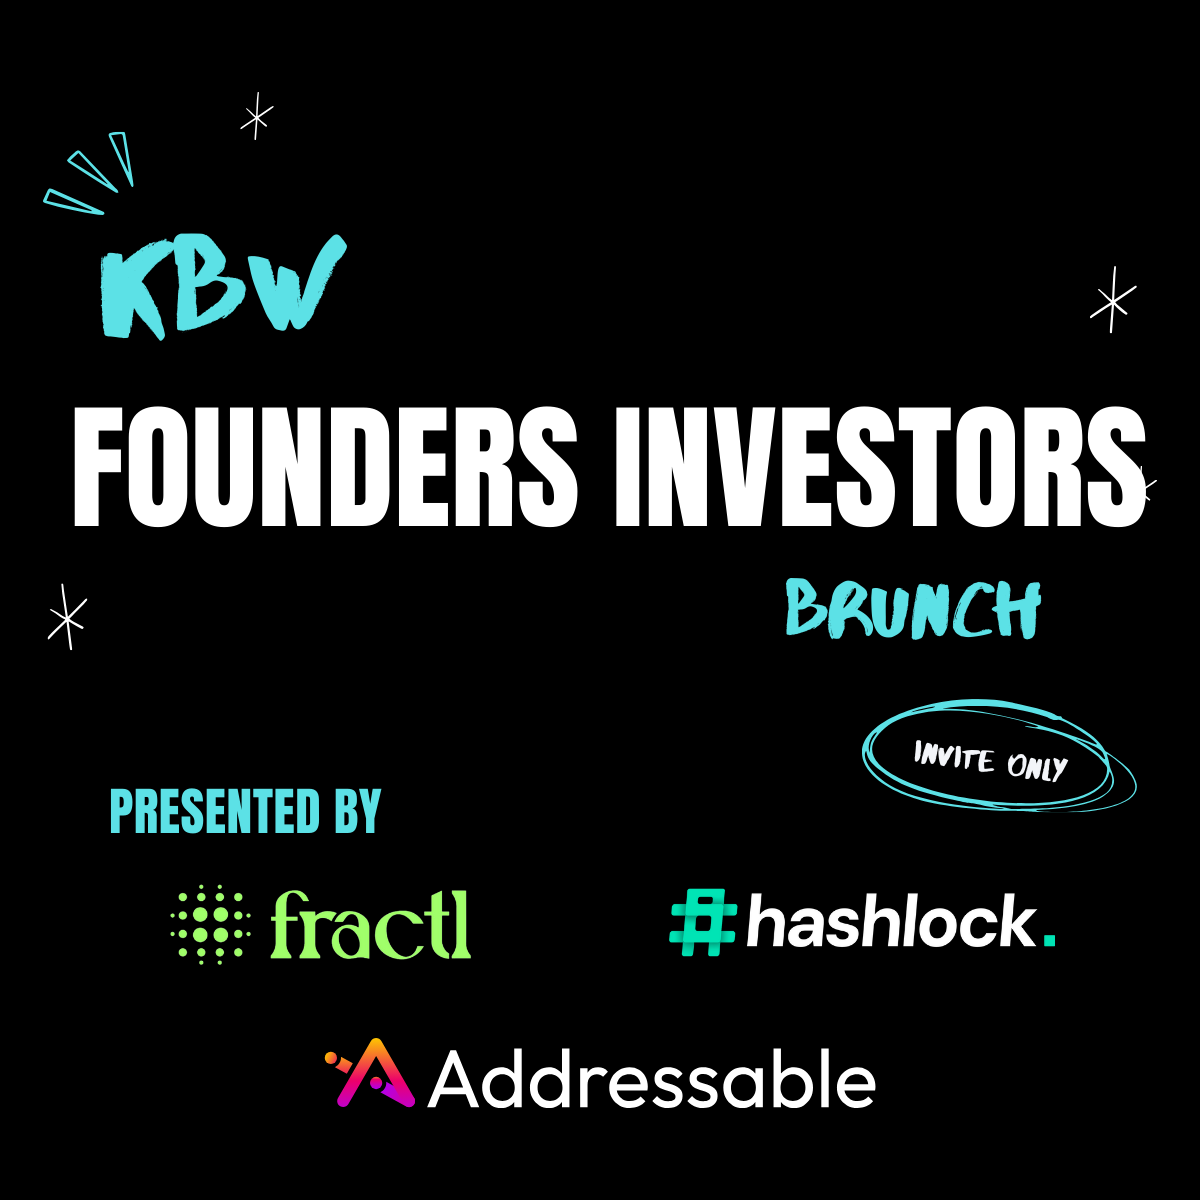 KBW
FOUNDERS INVESTORS
BRUNCH
INVITE ONLY
PRESENTED BY
fractl
hashlock.
Addressable